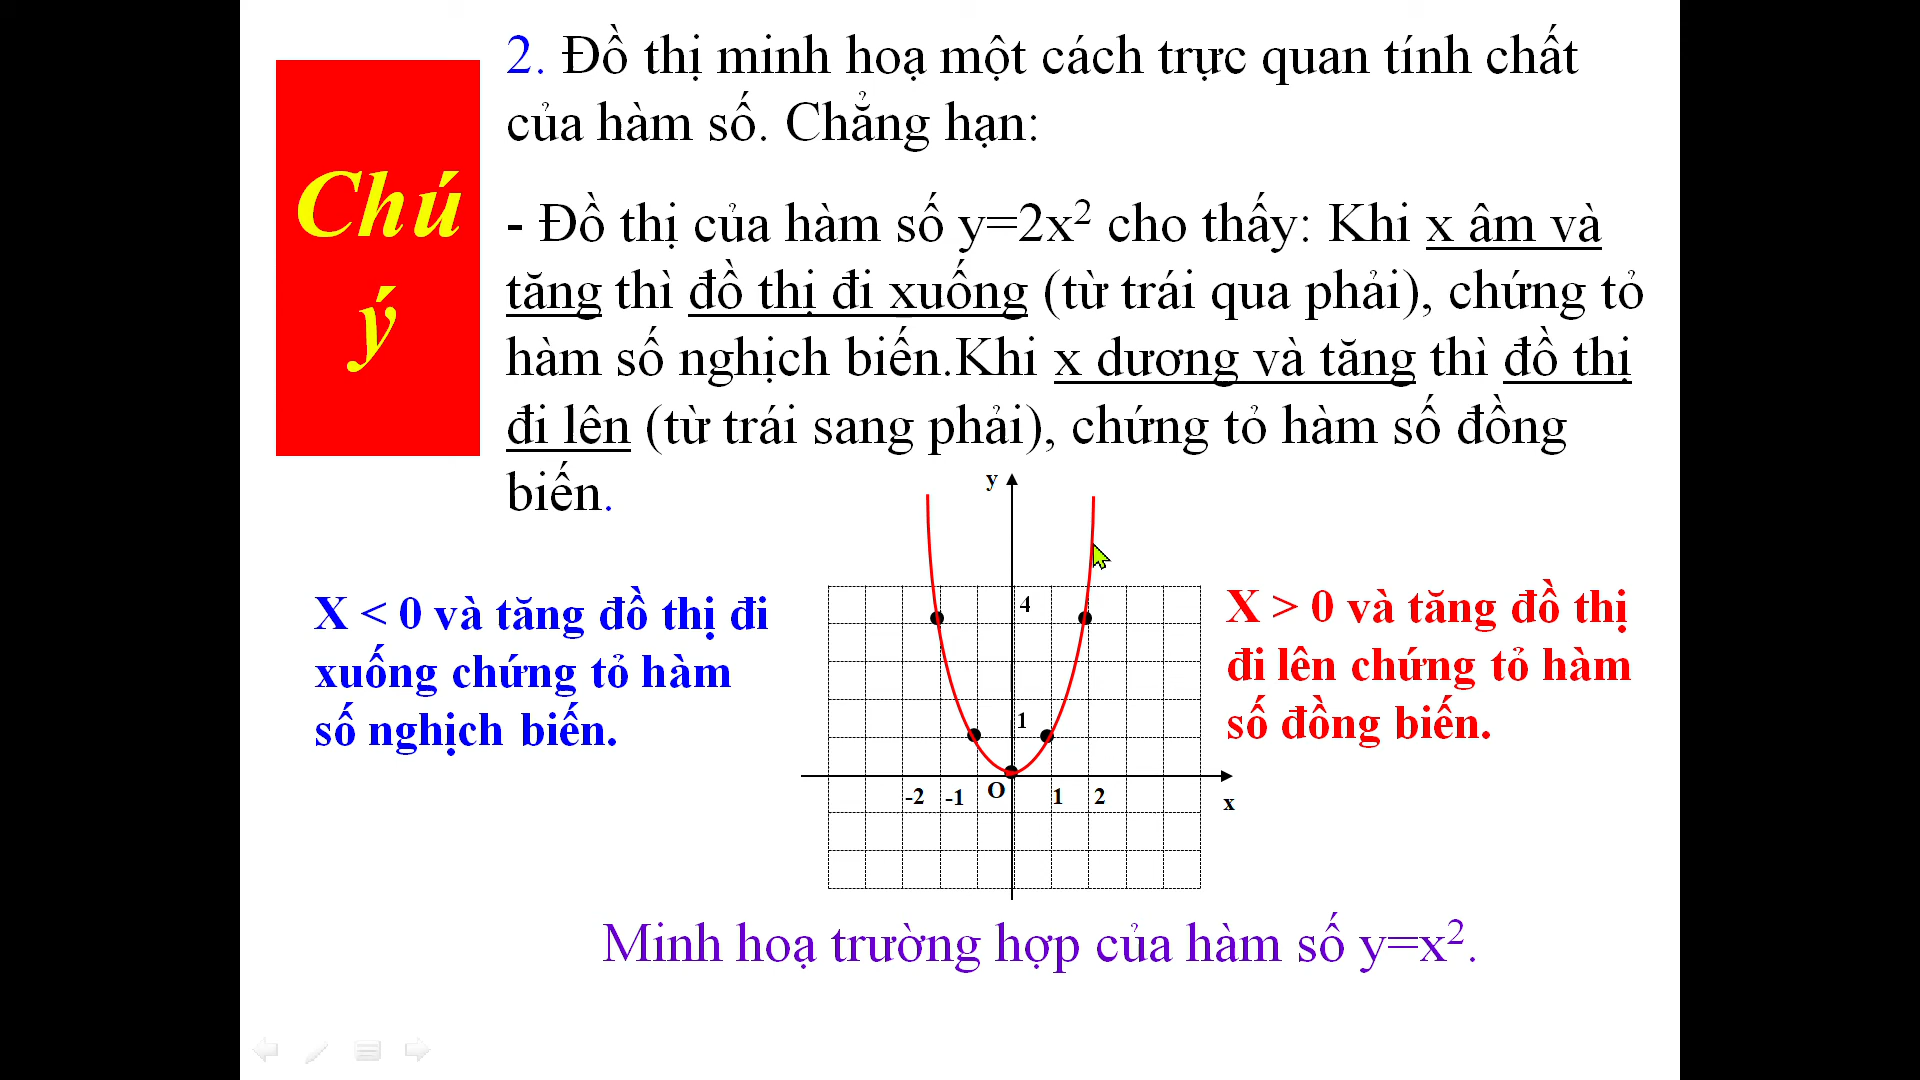 Chú
ý
2. Đồ thị minh hoạ một cách trực quan tính chất
của hàm số. Chẳng hạn:
- Đồ thị của hàm số y=2x² cho thấy: Khi x âm và
tăng thì đồ thị đi xuống (từ trái qua phải), chứng tỏ
hàm số nghịch biến.Khi x dương và tăng thì đồ thị
đi lên (từ trái sang phải), chứng tỏ hàm số đồng
biến.
X < 0 và tăng đồ thị đi
xuống chứng tỏ hàm
số nghịch biến.
y
4
1
-2 -1 O 1 2
x
X > 0 và tăng đồ thị
đi lên chứng tỏ hàm
số đồng biến.
Minh hoạ trường hợp của hàm số y=x².